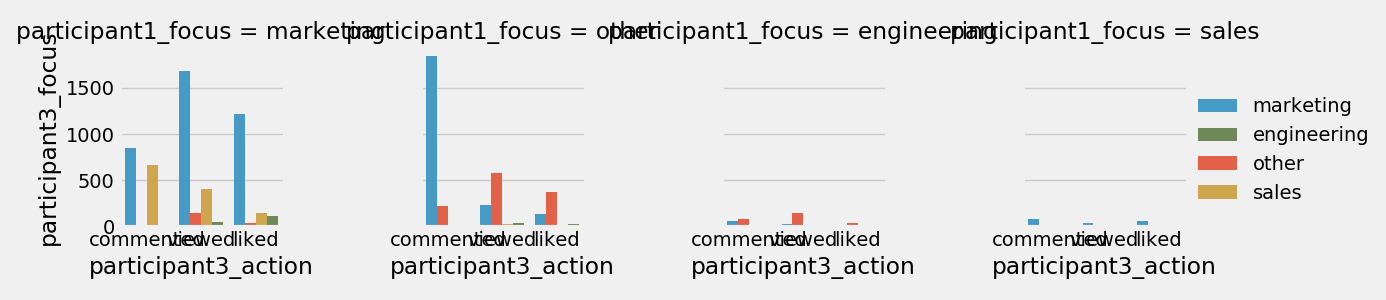 participant1_focus = marketing
participant1_focus = other
participant1_focus = engineering
participant1_focus = sales
participant3_focus
1500
1000
500
0
commented viewed liked
commented viewed liked
commented viewed liked
commented viewed liked
participant3_action
participant3_action
participant3_action
participant3_action
marketing
engineering
other
sales